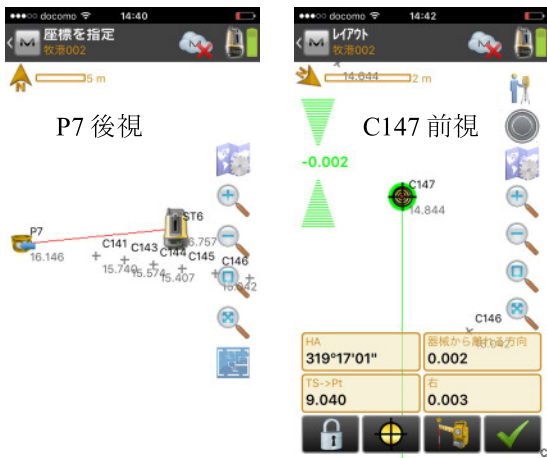 docomo 14:40
座標を指定
牧港002
N
5 m
P7 後視
P7
16.146
ST6
6.757
C141
C143
C144
C145
C146
15.740
15.574
15.407
15.042
docomo 14:42
レイアウト
牧港002
14.644
2 m
C147 前視
-0.002
C147
14.844
C146
HA
319°17'01"
器械から離れる方向
0.002
TS->Pt
9.040
右
0.003
c